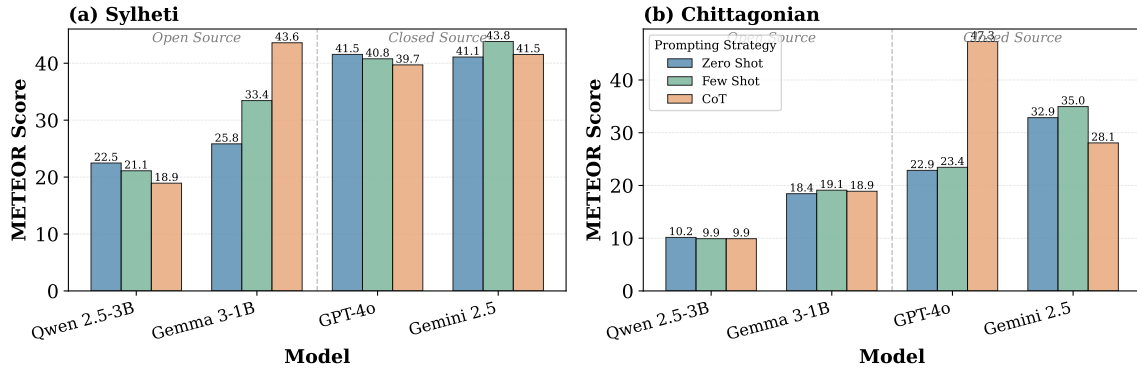 (a) Sylheti
Open Source
Closed Source
METEOR Score
40
30
20
10
0
22.5
21.1
18.9
25.8
33.4
43.6
41.5
40.8
39.7
41.1
43.8
41.5
Qwen 2.5-3B
Gemma 3-1B
GPT-4o
Gemini 2.5
Model
(b) Chittagonian
Open Source
Closed Source
Prompting Strategy
Zero Shot
Few Shot
CoT
METEOR Score
40
30
20
10
0
10.2
9.9
9.9
18.4
19.1
18.9
22.9
23.4
47.3
32.9
35.0
28.1
Qwen 2.5-3B
Gemma 3-1B
GPT-4o
Gemini 2.5
Model